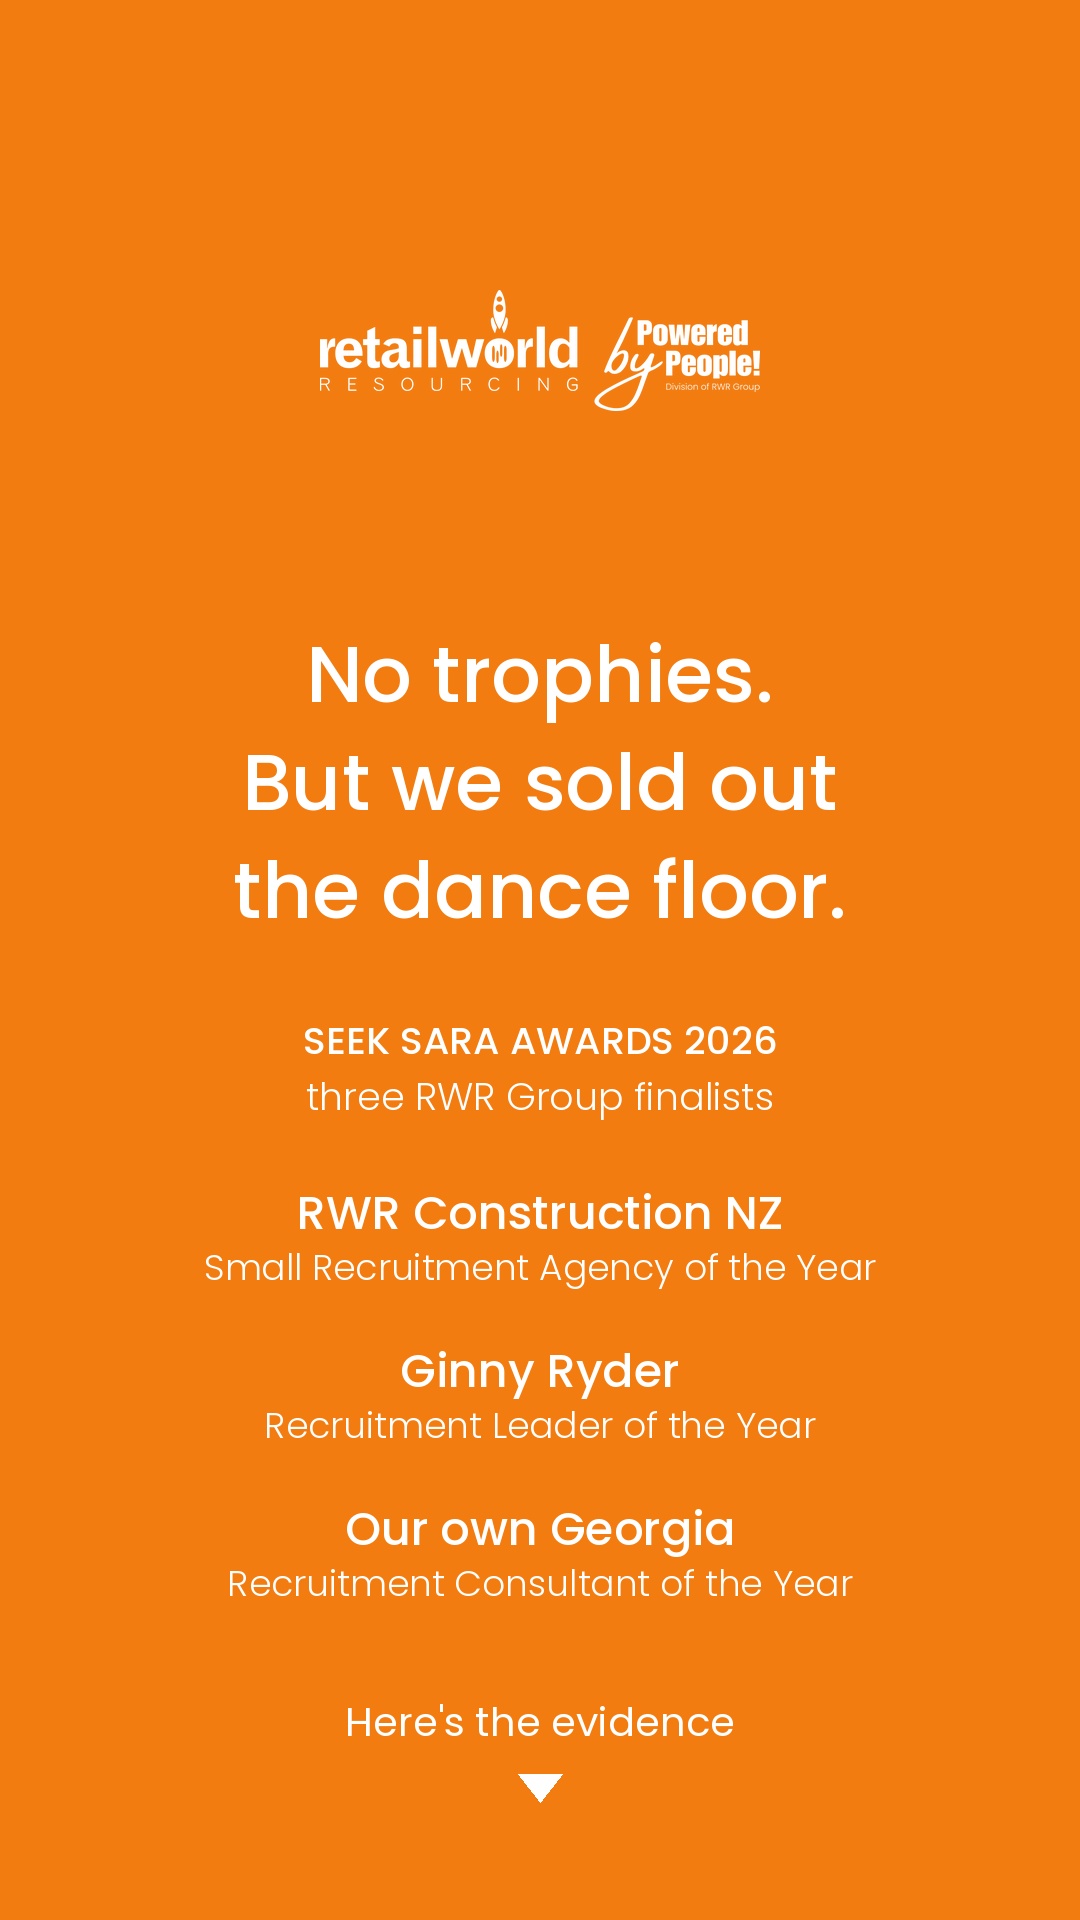 retailworld
RESOURCING
by Powered
People!
Division of RWR Group
No trophies.
But we sold out
the dance floor.
SEEK SARA AWARDS 2026
three RWR Group finalists
RWR Construction NZ
Small Recruitment Agency of the Year
Ginny Ryder
Recruitment Leader of the Year
Our own Georgia
Recruitment Consultant of the Year
Here's the evidence